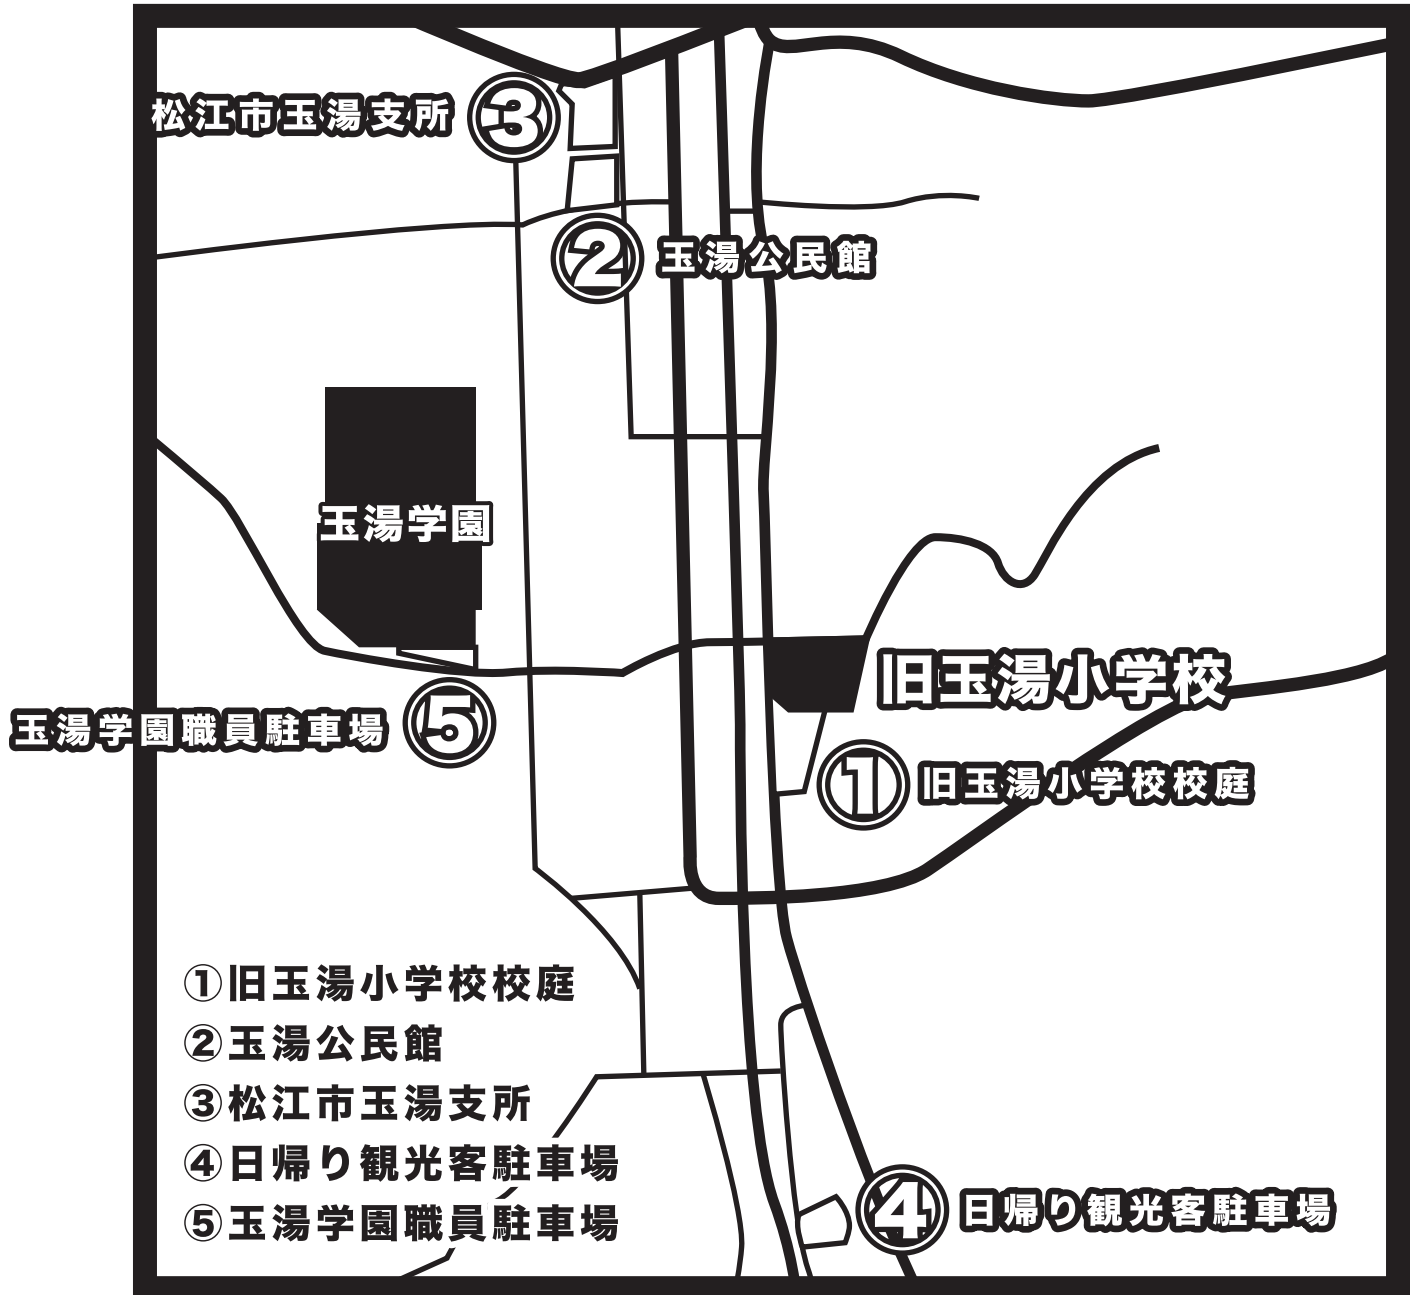 松江市玉湯支所 ③
② 玉湯公民館
玉湯学園
旧玉湯小学校
玉湯学園職員駐車場 ⑤
① 旧玉湯小学校校庭
①旧玉湯小学校校庭
②玉湯公民館
③松江市玉湯支所
④日帰り観光客駐車場
⑤玉湯学園職員駐車場
④ 日帰り観光客駐車場